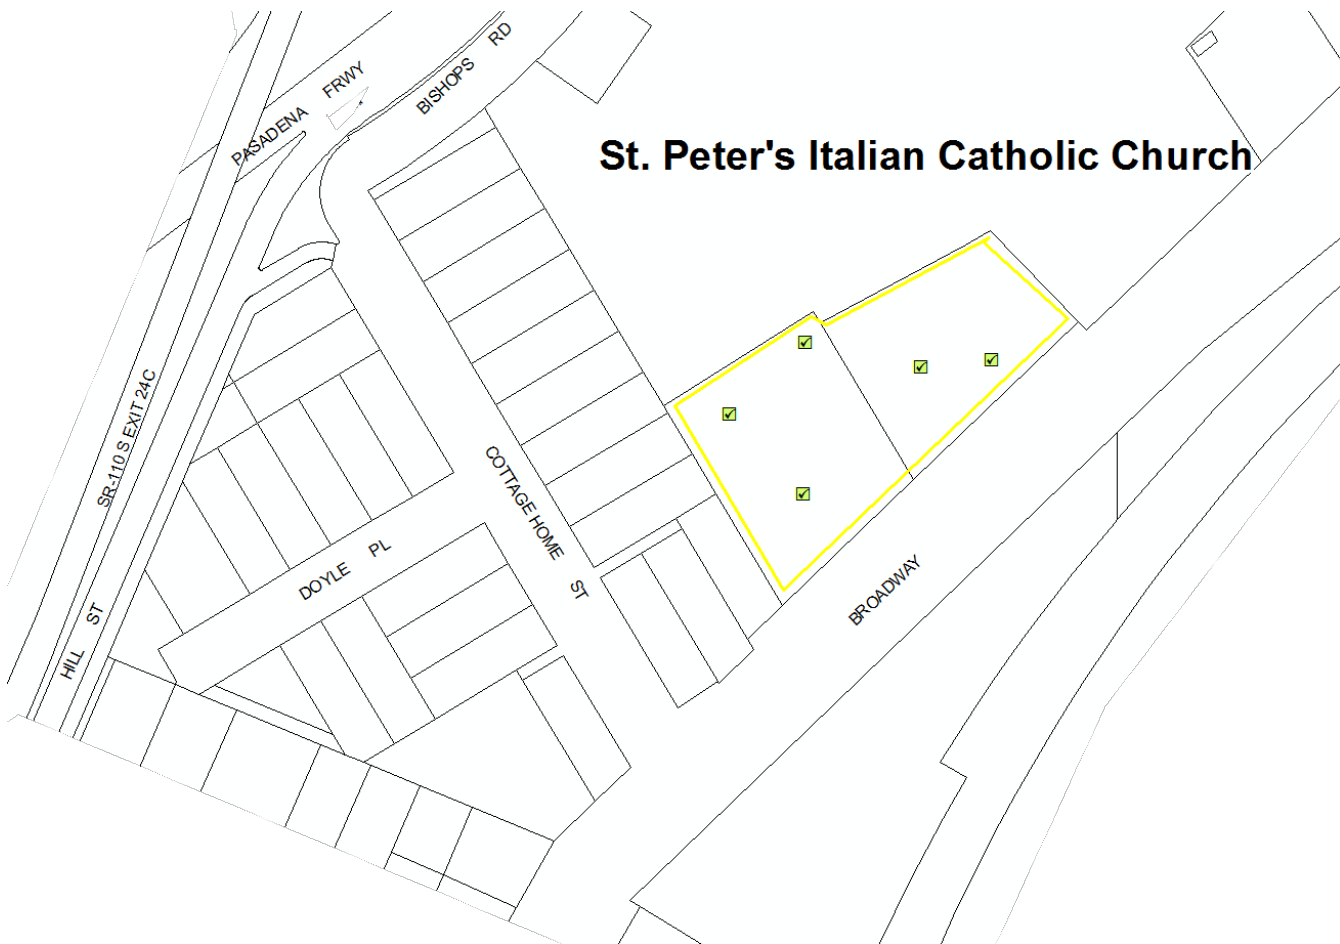 BISHOPS RD
PASADENA FRWY
St. Peter's Italian Catholic Church
SR-110 S EXIT 24C
COTTAGE HOME ST
DOYLE PL
BROADWAY
HILL ST